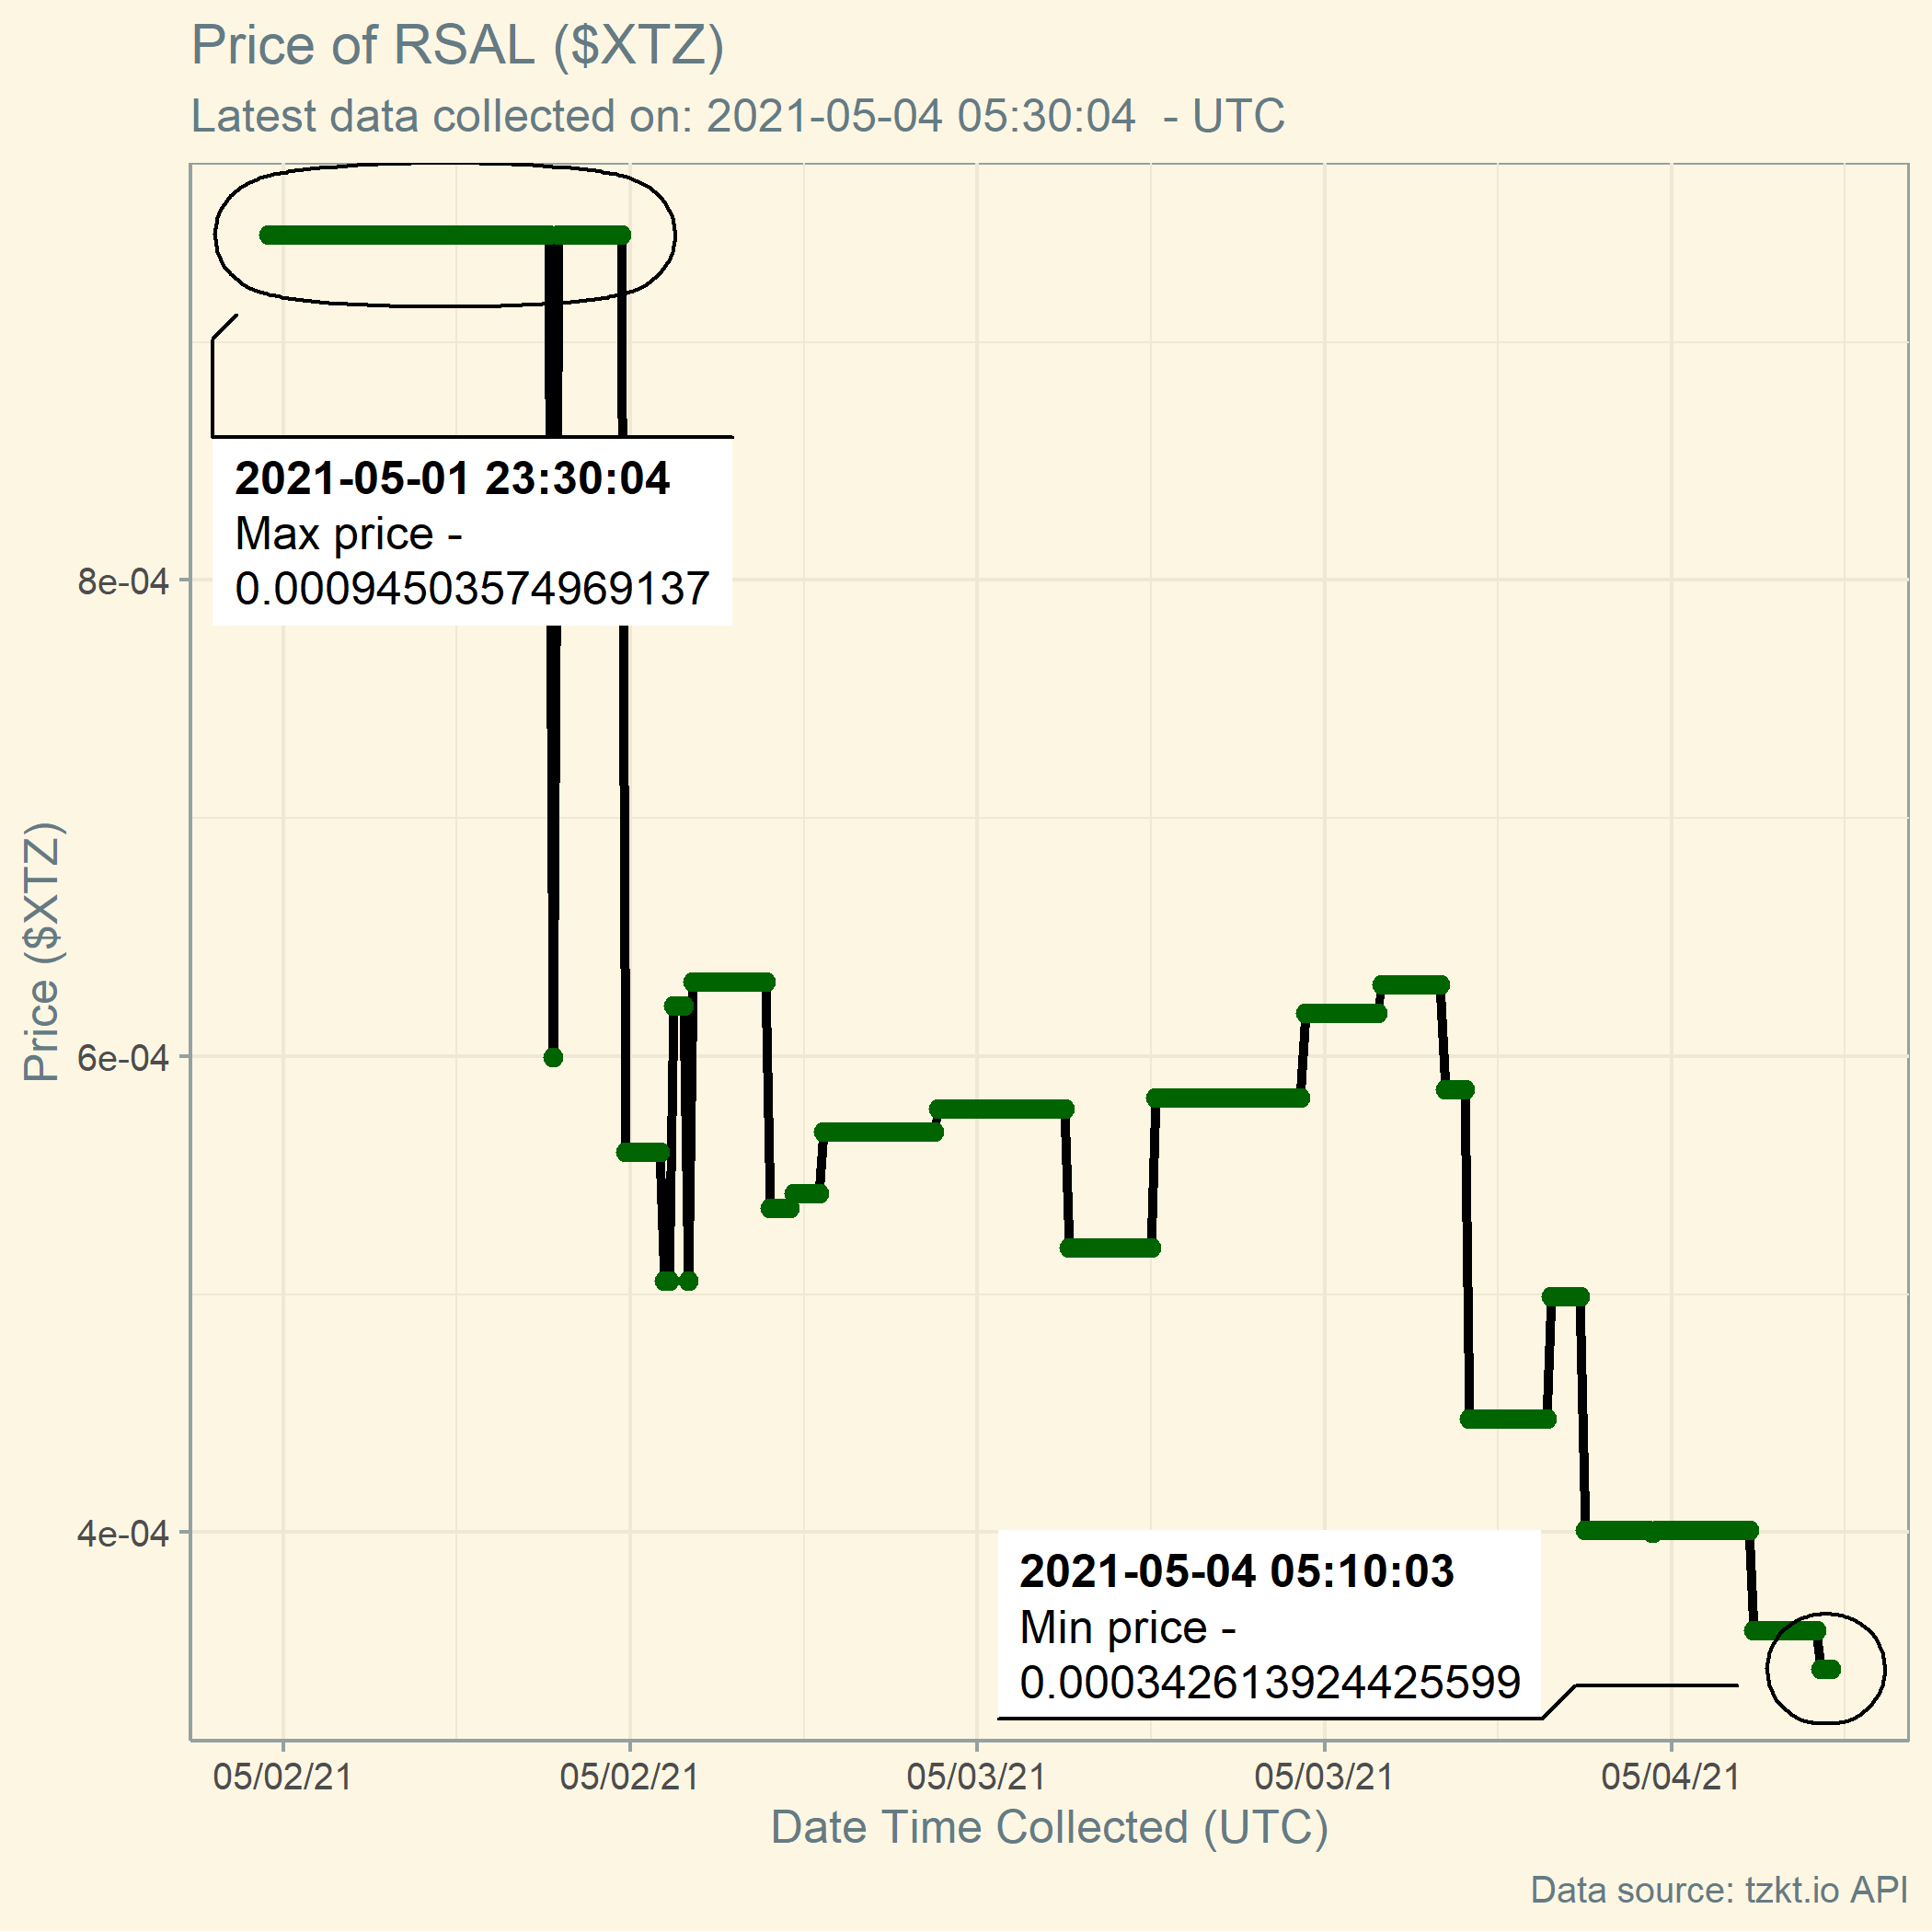 Price of RSAL ($XTZ)
Latest data collected on: 2021-05-04 05:30:04  - UTC
2021-05-01 23:30:04
Max price -
0.00094503574969137
8e-04
Price ($XTZ)
6e-04
4e-04
2021-05-04 05:10:03
Min price -
0.000342613924425599
05/02/21 05/02/21 05/03/21 05/03/21 05/04/21
Date Time Collected (UTC)
Data source: tzkt.io API